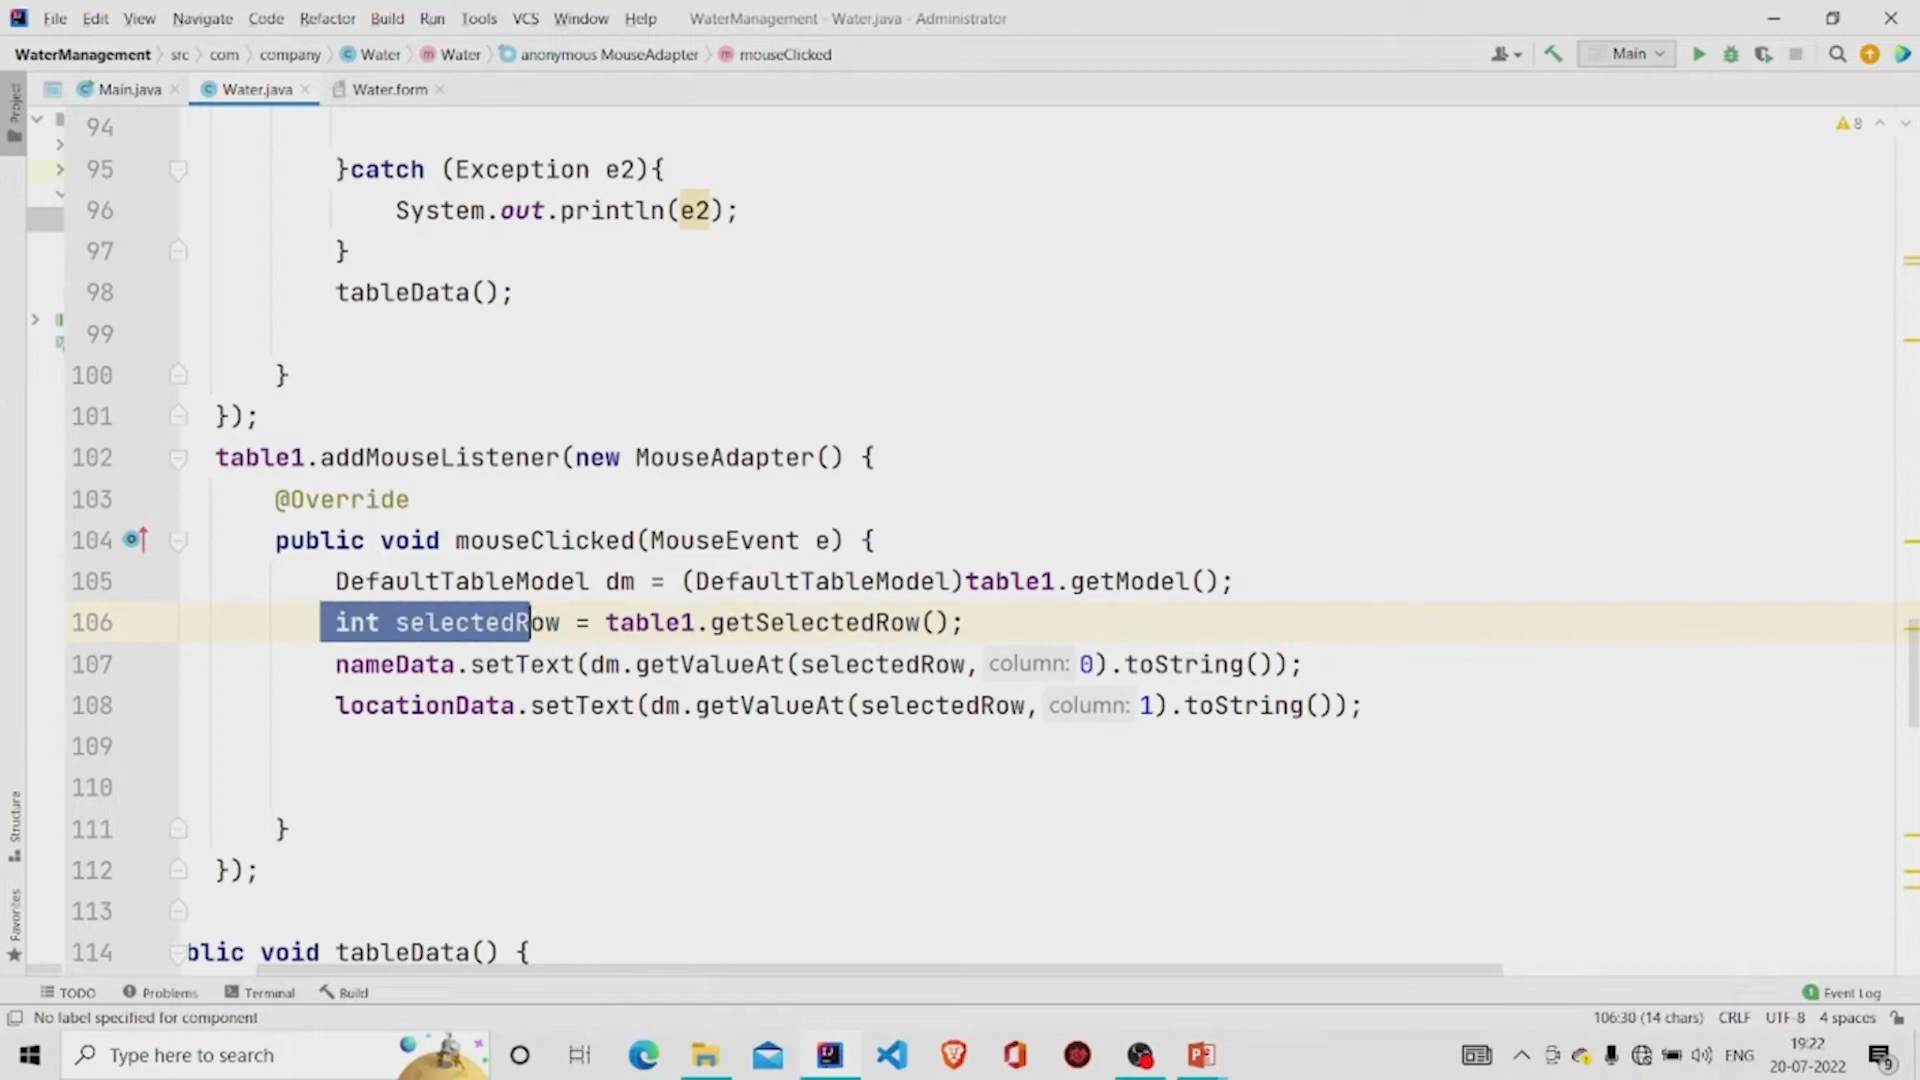 File Edit View Navigate Code Refactor Build Run Tools VCS Window Help WaterManagement - Water.java - Administrator
WaterManagement src com company Water Water anonymous MouseAdapter mouseClicked Main
Project
Main.java Water.java Water.form
8
94
95 }catch (Exception e2){
96 System.out.println(e2);
97 }
98 tableData();
99
100 }
101 });
102 table1.addMouseListener(new MouseAdapter() {
103 @Override
104 public void mouseClicked(MouseEvent e) {
105 DefaultTableModel dm = (DefaultTableModel)table1.getModel();
106 int selectedRow = table1.getSelectedRow();
107 nameData.setText(dm.getValueAt(selectedRow, column: 0).toString());
108 locationData.setText(dm.getValueAt(selectedRow, column: 1).toString());
109
110
111 }
112 });
113
114 blic void tableData() {
Structure
Favorites
TODO Problems Terminal Build 1 Event Log
No label specified for component 106:30 (14 chars) CRLF UTF-8 4 spaces
Type here to search ENG 19:22
20-07-2022 9